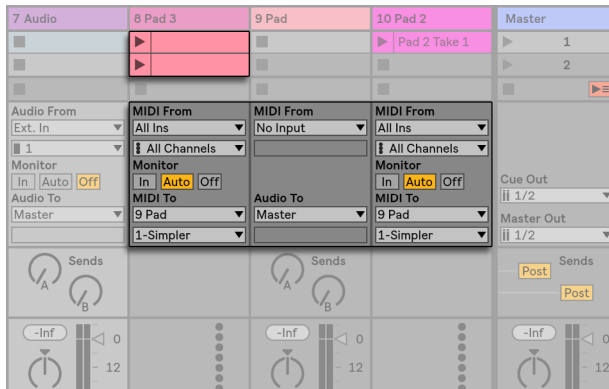 7 Audio 8 Pad 3 9 Pad 10 Pad 2 Master
1
Pad 2 Take 1
2
Audio From MIDI From MIDI From MIDI From
Ext. In All Ins No Input All Ins
1 All Channels All Channels
Monitor Monitor Monitor
In Auto Off In Auto Off In Auto Off
Cue Out
1/2
Audio To MIDI To Audio To MIDI To
Master 9 Pad Master 9 Pad
Master Out
1-Simpler 1-Simpler 1/2
Sends Sends Sends
Post
A A
B B Post
-Inf -Inf -Inf
0 0 0
12 12 12